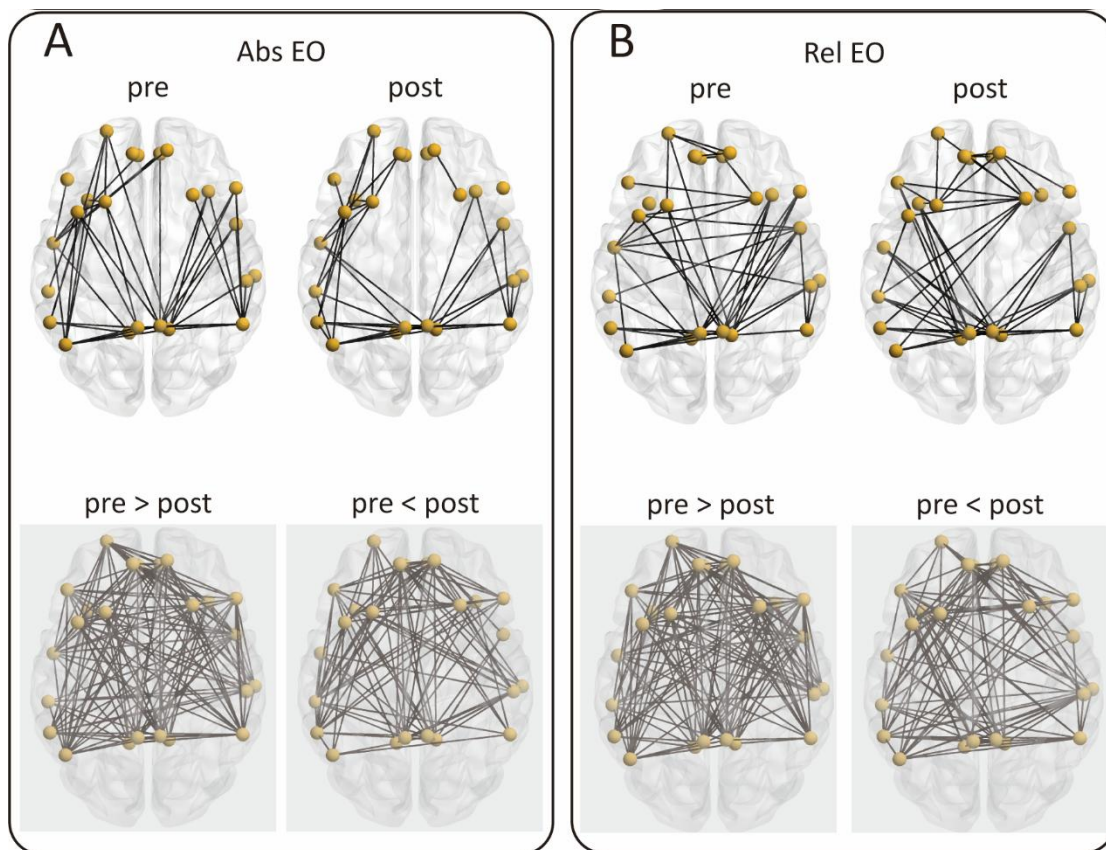 A
Abs EO
pre
post
pre > post
pre < post
B
Rel EO
pre
post
pre > post
pre < post